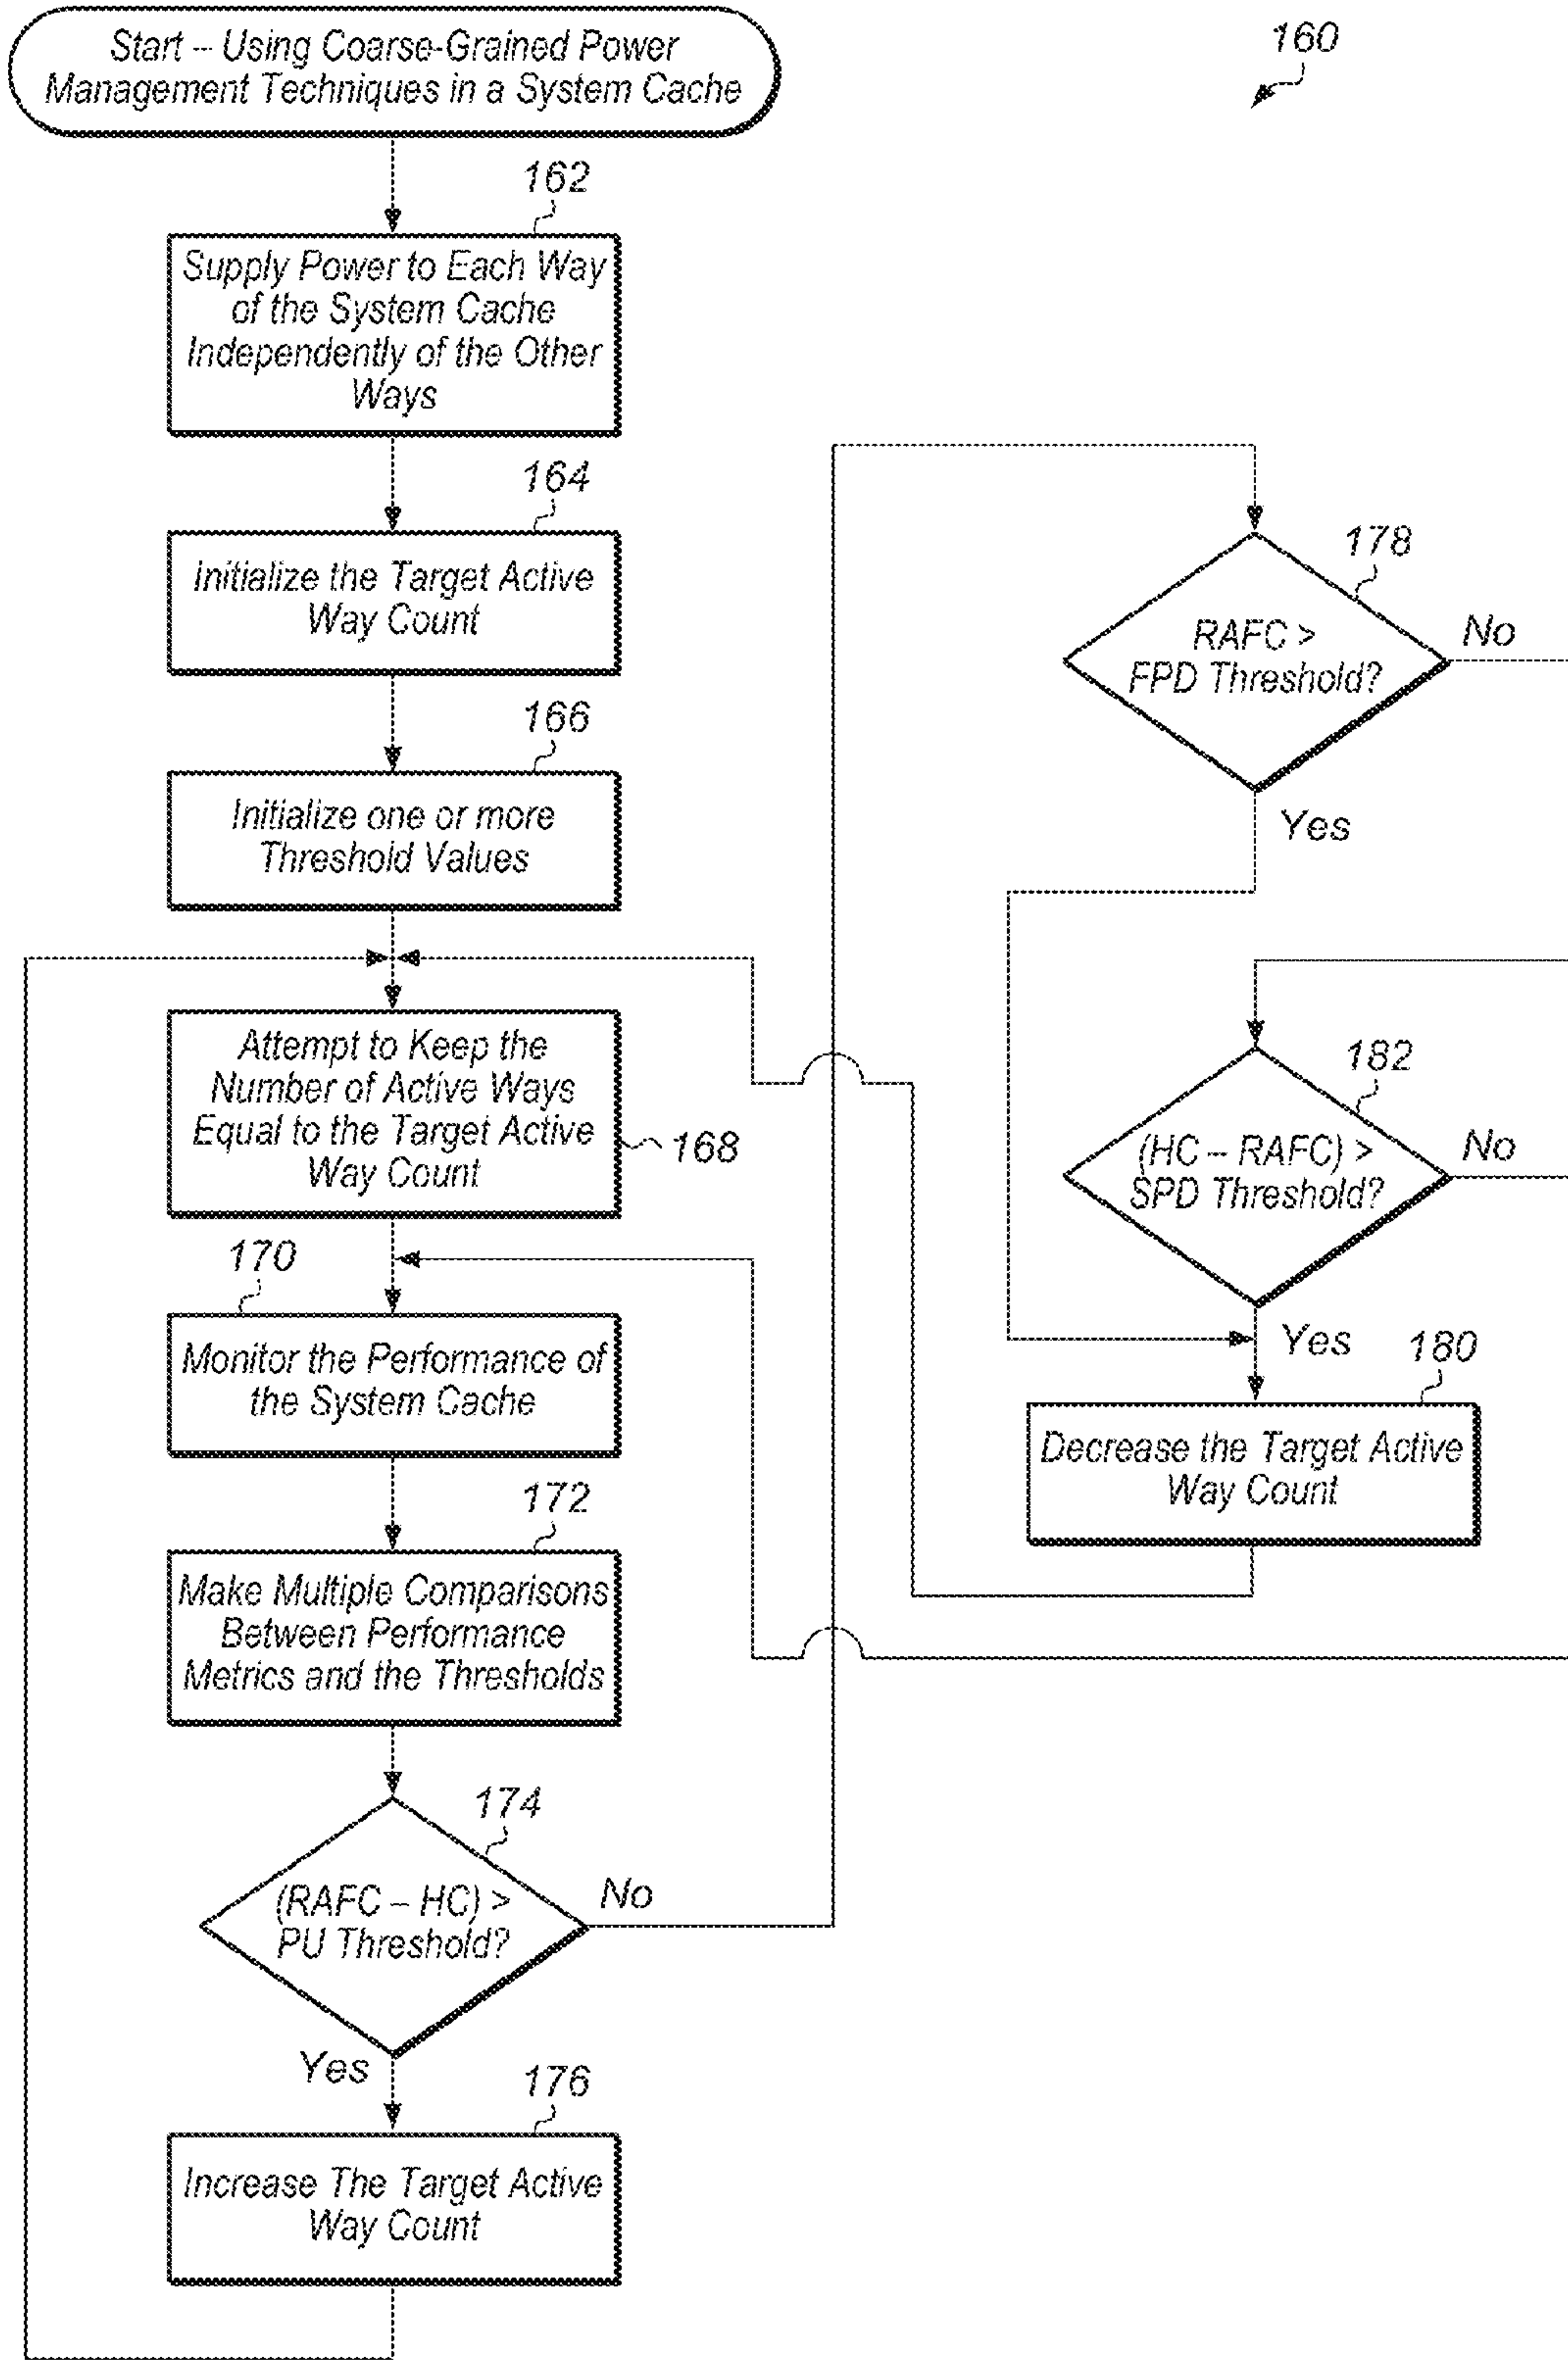 Start – Using Coarse-Grained Power
Management Techniques in a System Cache
160
162
Supply Power to Each Way
of the System Cache
Independently of the Other
Ways
164
Initialize the Target Active
Way Count
166
Initialize one or more
Threshold Values
Attempt to Keep the
Number of Active Ways
Equal to the Target Active
Way Count
168
170
Monitor the Performance of
the System Cache
172
Make Multiple Comparisons
Between Performance
Metrics and the Thresholds
174
(RAFC – HC) >
PU Threshold?
No
Yes
176
Increase The Target Active
Way Count
178
RAFC >
FPD Threshold?
No
Yes
182
(HC – RAFC) >
SPD Threshold?
No
Yes
180
Decrease the Target Active
Way Count